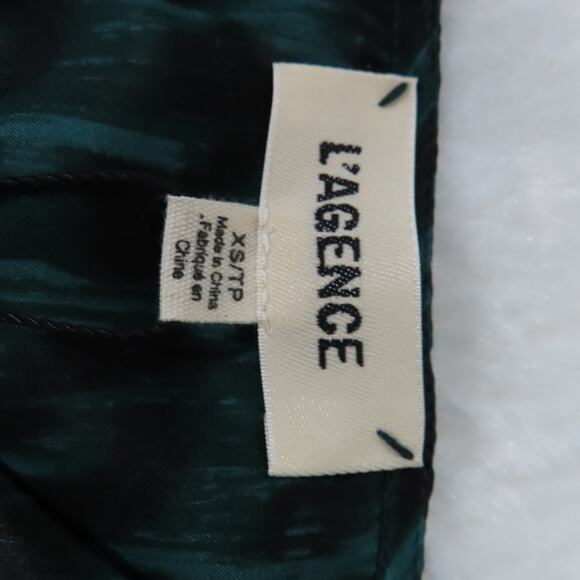 L'AGENCE
XS/TP
Made in China
.Fabriqué en
Chine